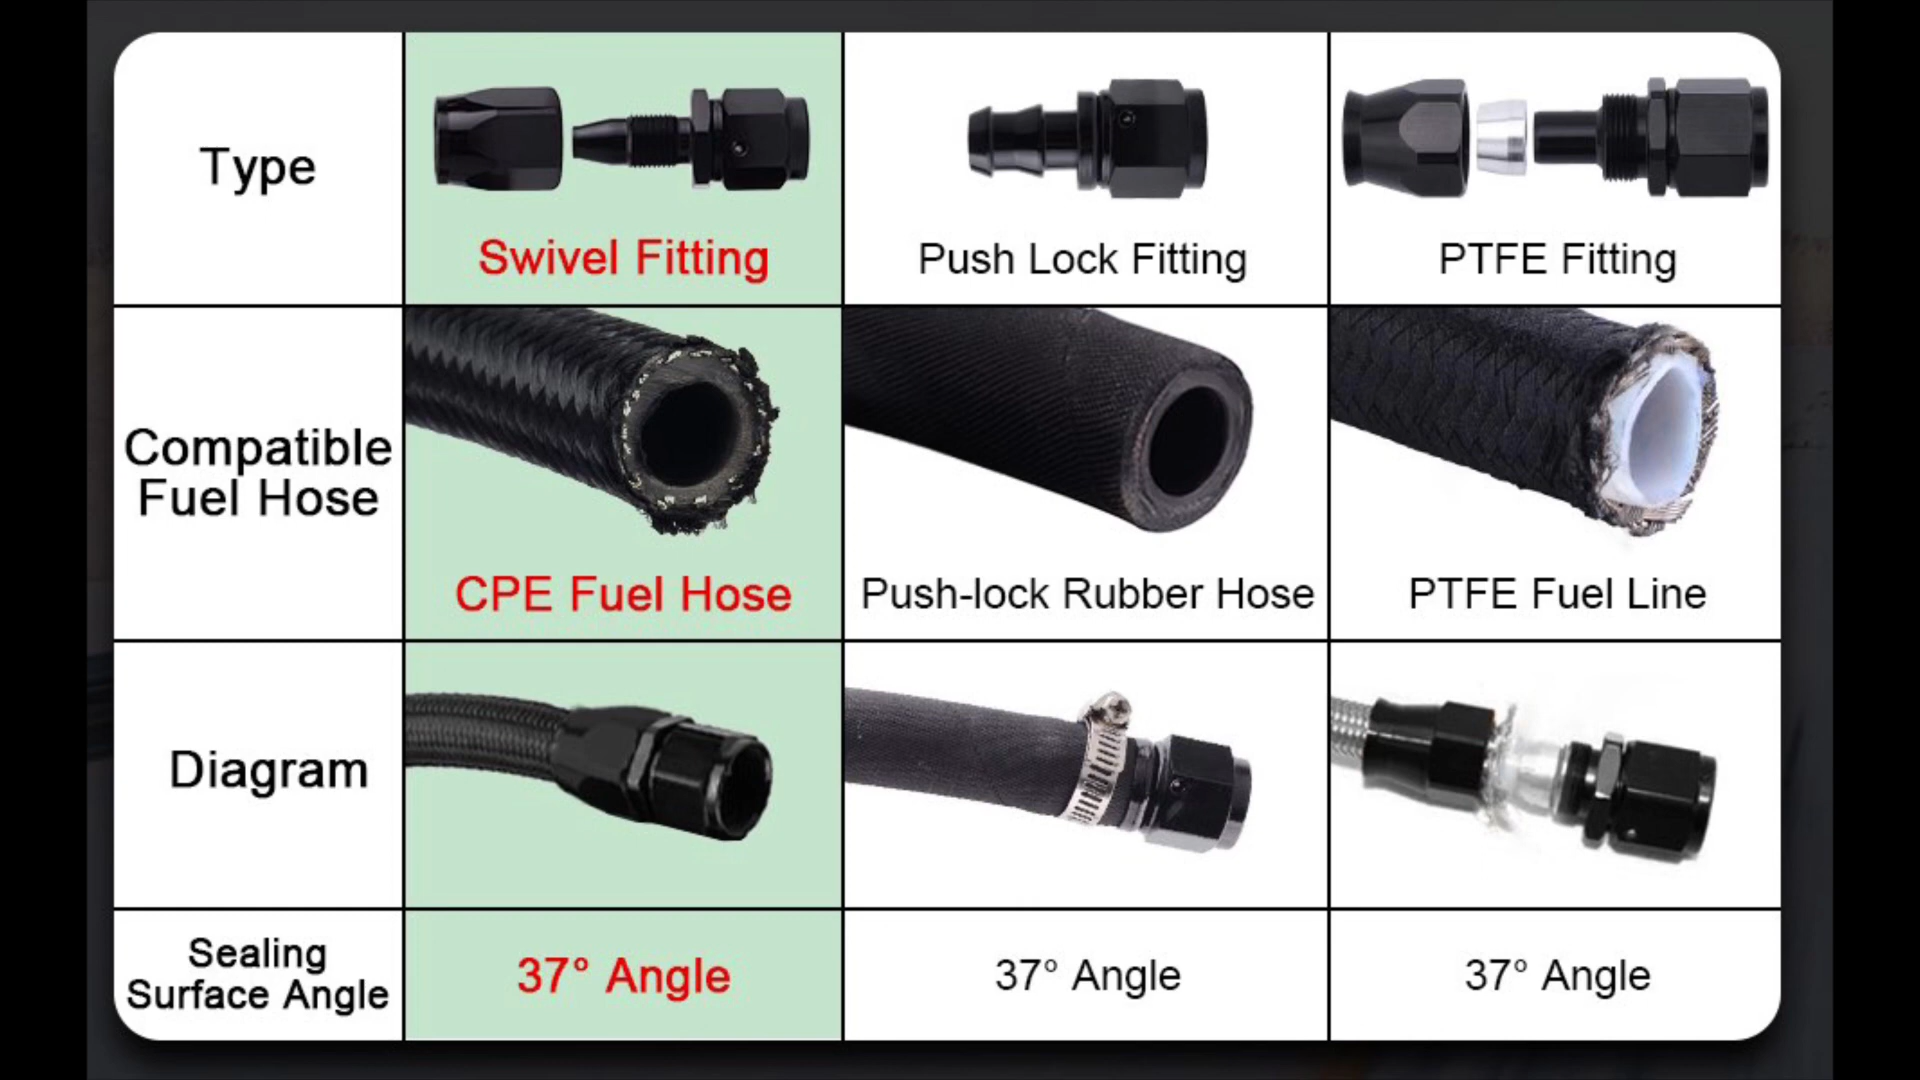 Type
Swivel Fitting
Push Lock Fitting
PTFE Fitting
Compatible
Fuel Hose
CPE Fuel Hose
Push-lock Rubber Hose
PTFE Fuel Line
Diagram
Sealing
Surface Angle
37° Angle
37° Angle
37° Angle